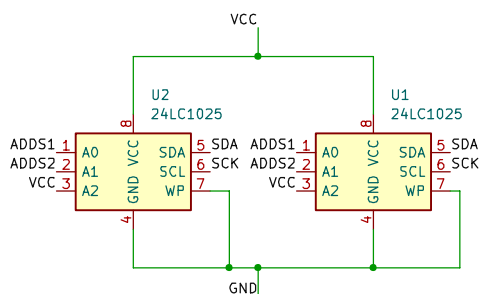 VCC
U2
24LC1025
U1
24LC1025
8
8
ADDS1 1 A0 VCC SDA 5 SDA
ADDS2 2 A1 SCL 6 SCK
VCC 3 A2 GND WP 7
4
ADDS1 1 A0 VCC SDA 5 SDA
ADDS2 2 A1 SCL 6 SCK
VCC 3 A2 GND WP 7
4
GND